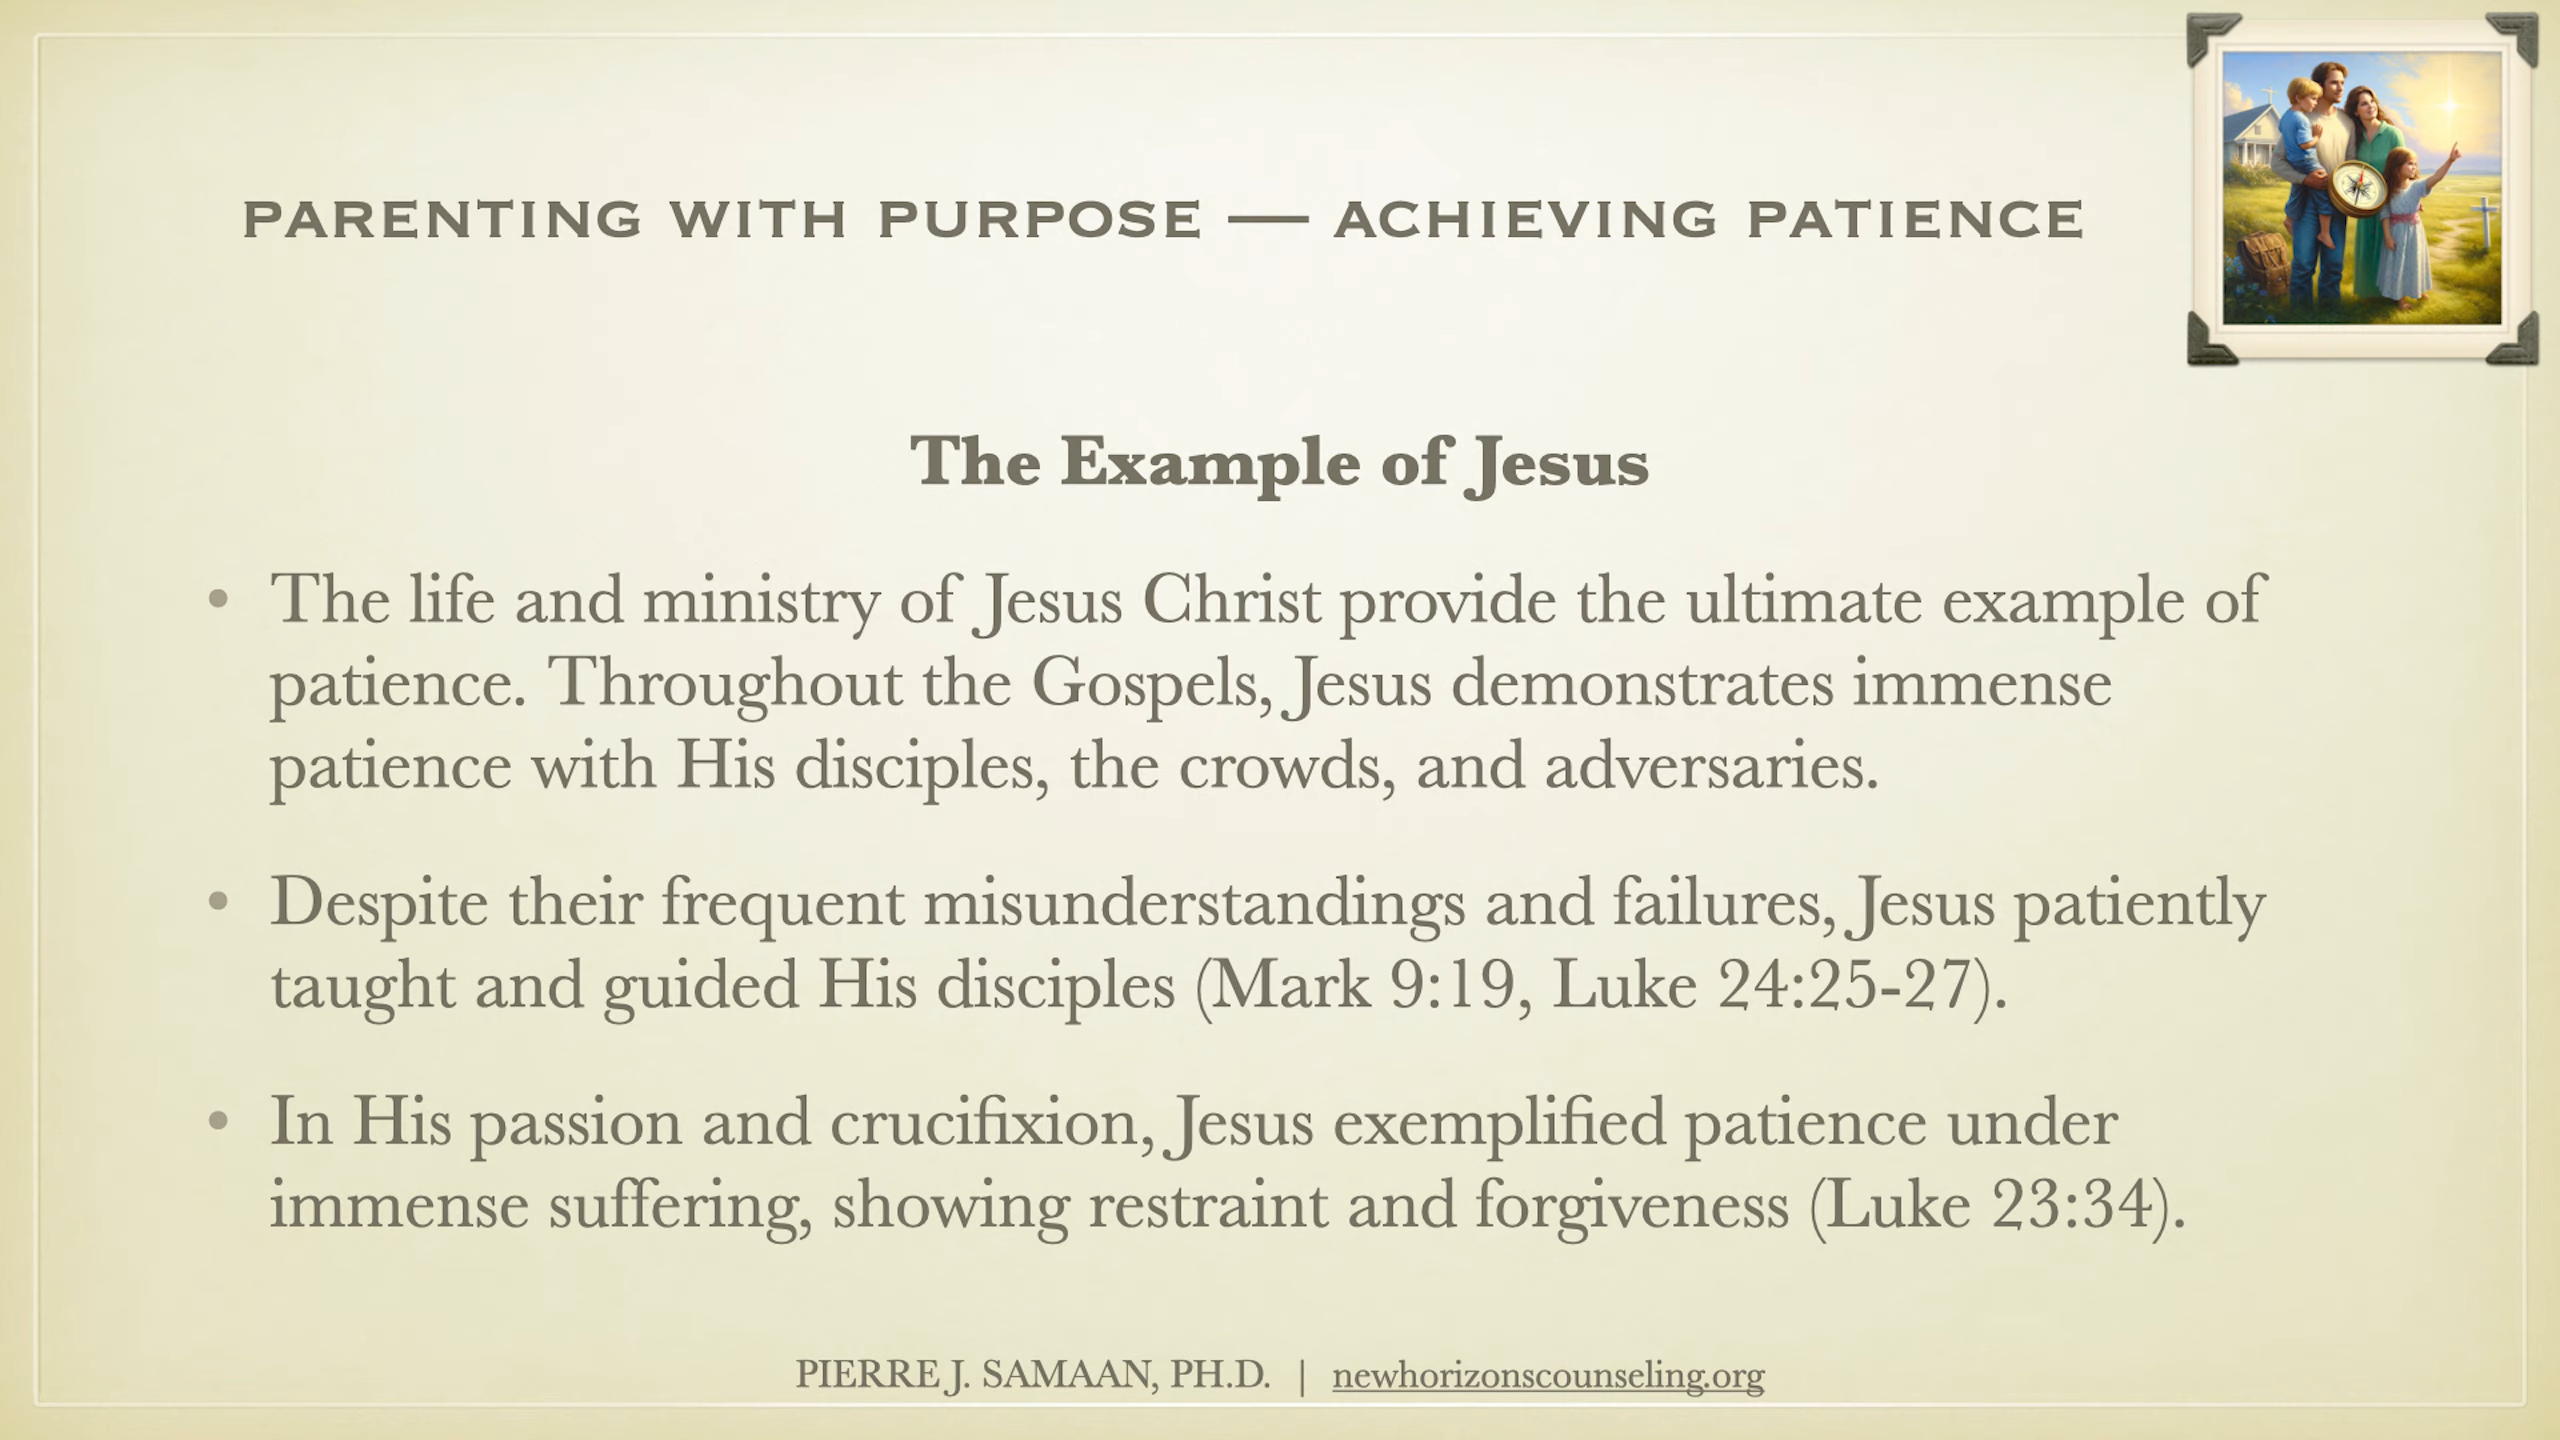 PARENTING WITH PURPOSE — ACHIEVING PATIENCE
The Example of Jesus
• The life and ministry of Jesus Christ provide the ultimate example of
patience. Throughout the Gospels, Jesus demonstrates immense
patience with His disciples, the crowds, and adversaries.
• Despite their frequent misunderstandings and failures, Jesus patiently
taught and guided His disciples (Mark 9:19, Luke 24:25-27).
• In His passion and crucifixion, Jesus exemplified patience under
immense suffering, showing restraint and forgiveness (Luke 23:34).
PIERRE J. SAMAAN, PH.D. | newhorizonscounseling.org